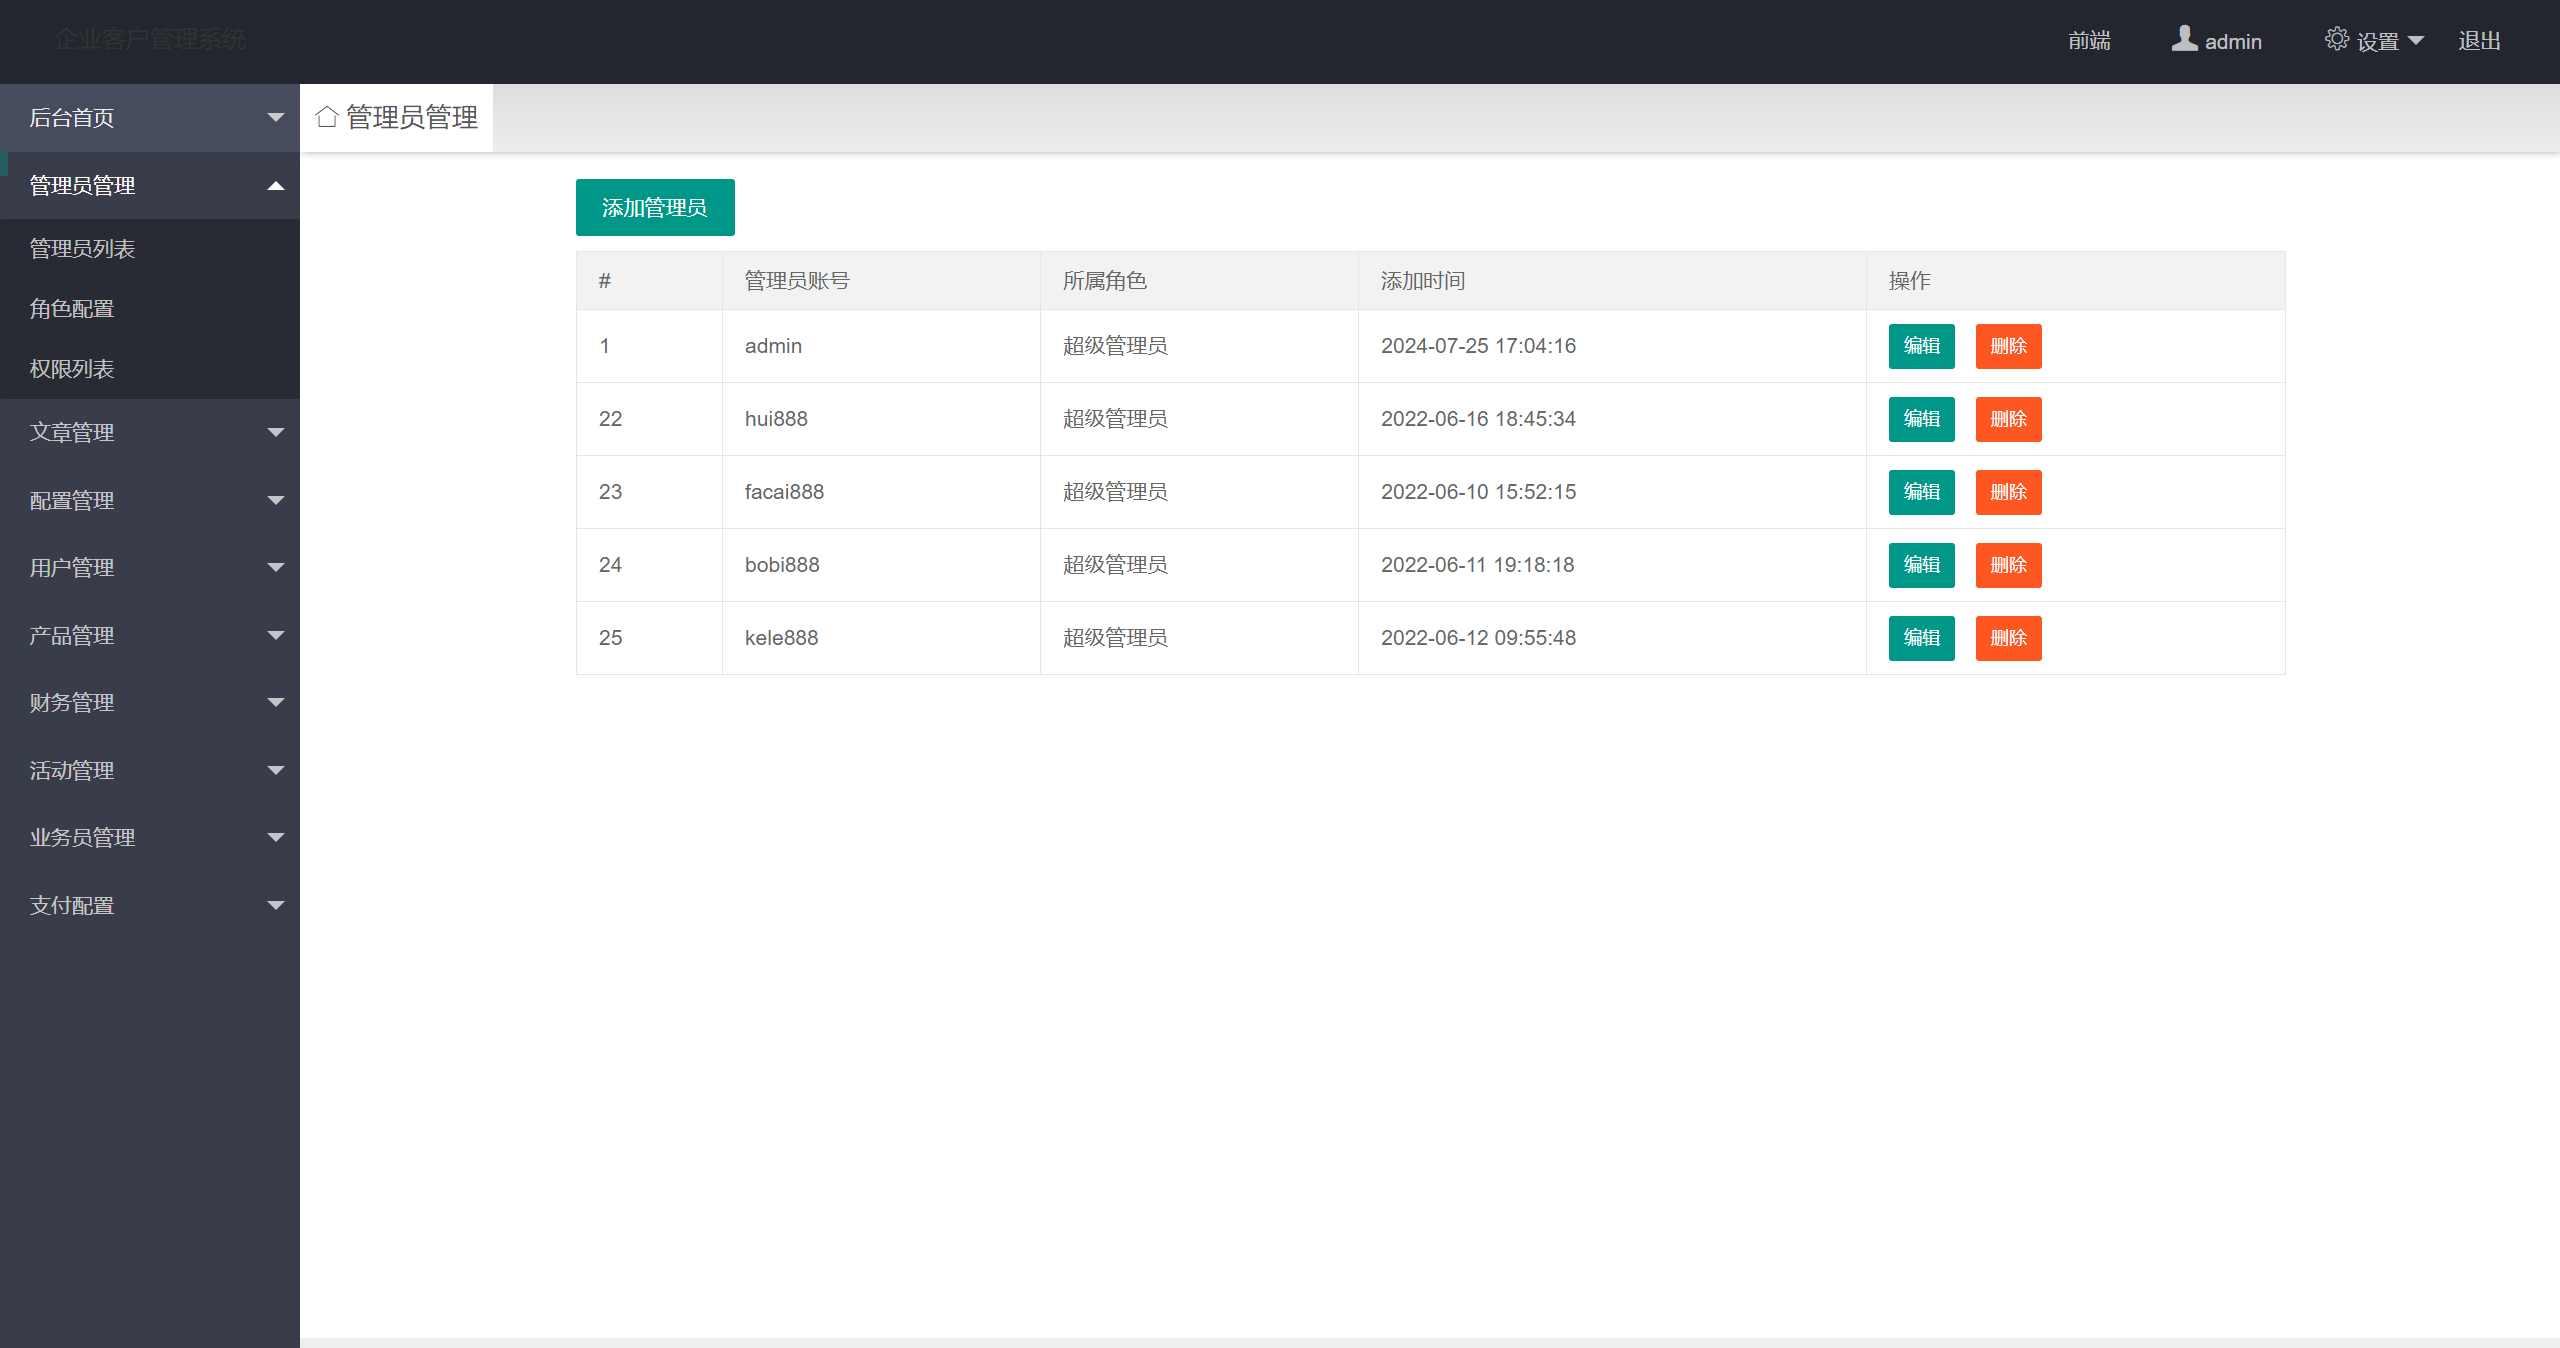 企业客户管理系统
前端 admin 设置 退出
后台首页
管理员管理
管理员列表
角色配置
权限列表
文章管理
配置管理
用户管理
产品管理
财务管理
活动管理
业务员管理
支付配置
管理员管理
添加管理员
# 管理员账号 所属角色 添加时间 操作
1 admin 超级管理员 2024-07-25 17:04:16 编辑 删除
22 hui888 超级管理员 2022-06-16 18:45:34 编辑 删除
23 facai888 超级管理员 2022-06-10 15:52:15 编辑 删除
24 bobi888 超级管理员 2022-06-11 19:18:18 编辑 删除
25 kele888 超级管理员 2022-06-12 09:55:48 编辑 删除